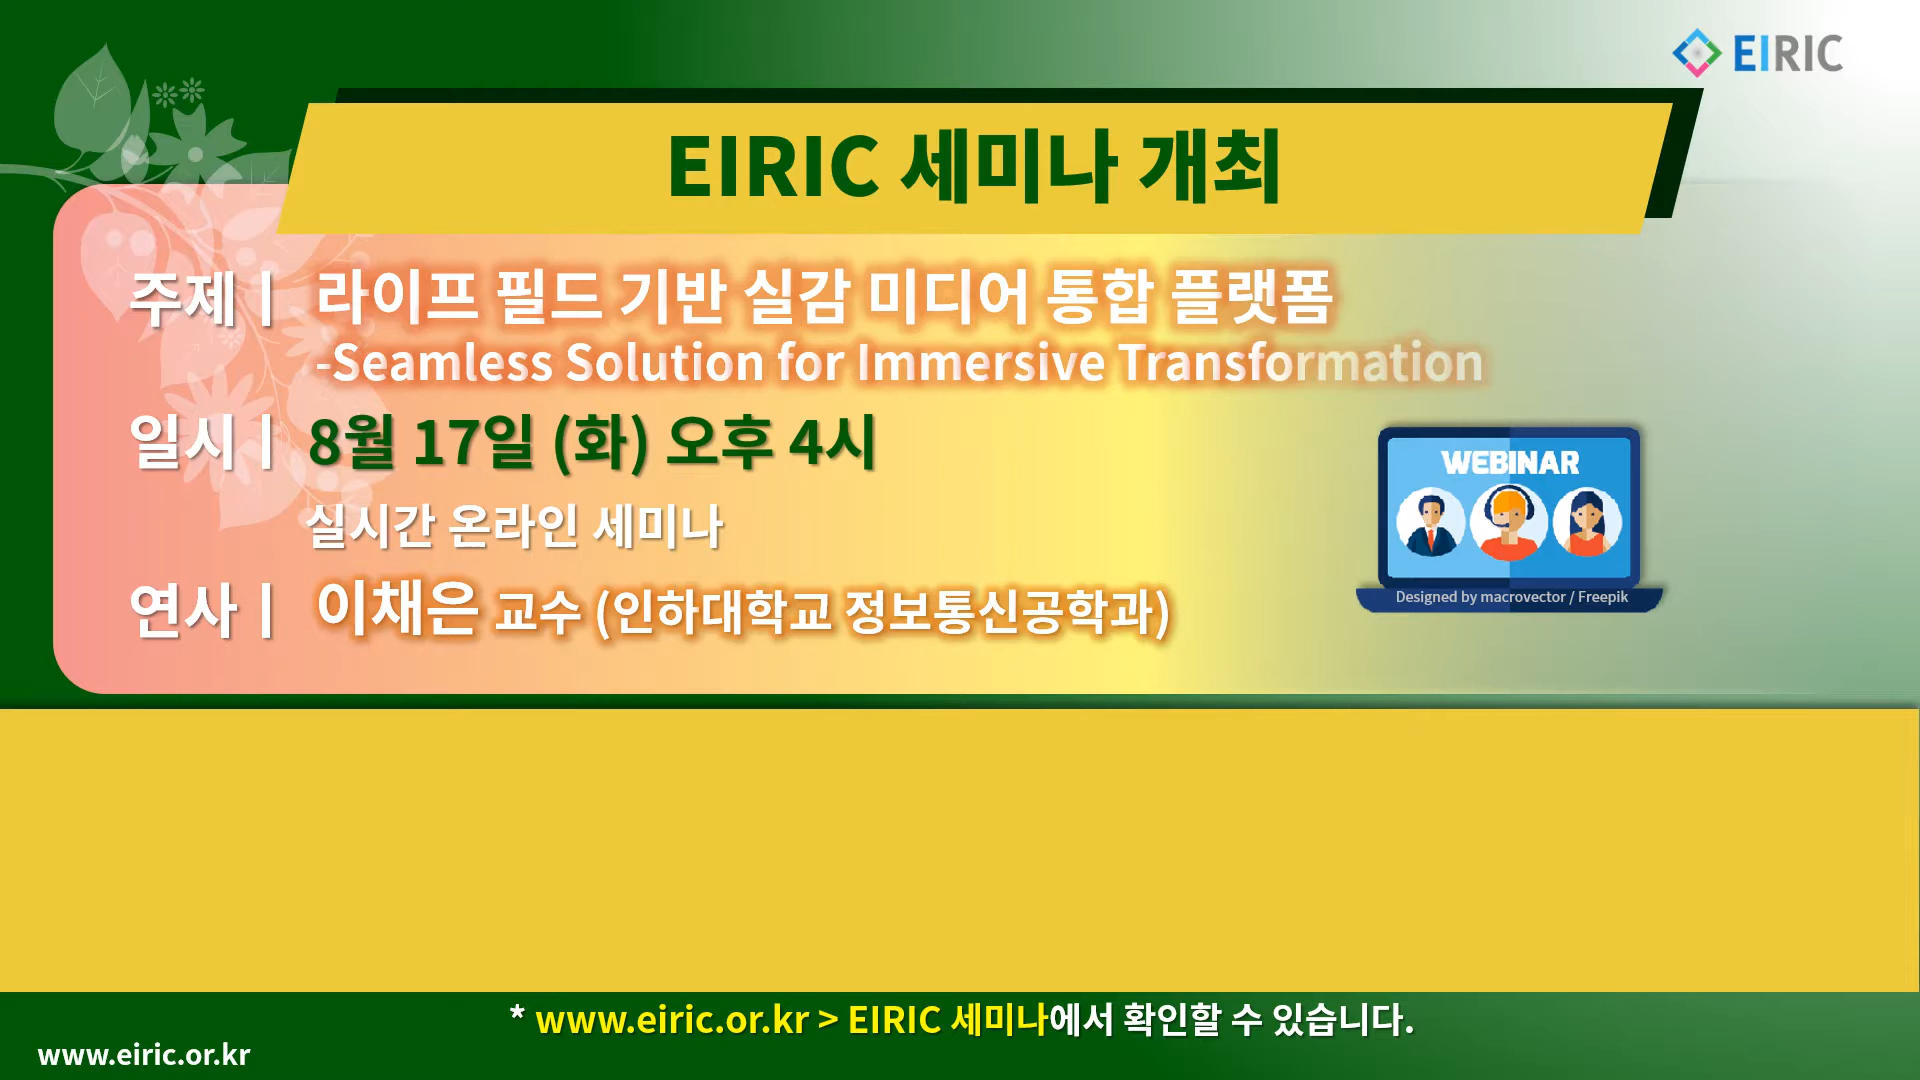 EIRIC
EIRIC 세미나 개최
주제ㅣ 라이프 필드 기반 실감 미디어 통합 플랫폼
-Seamless Solution for Immersive Transformation
일시ㅣ 8월 17일 (화) 오후 4시
실시간 온라인 세미나
WEBINAR
Designed by macrovector / Freepik
연사ㅣ 이채은 교수 (인하대학교 정보통신공학과)
* www.eiric.or.kr > EIRIC 세미나에서 확인할 수 있습니다.
www.eiric.or.kr